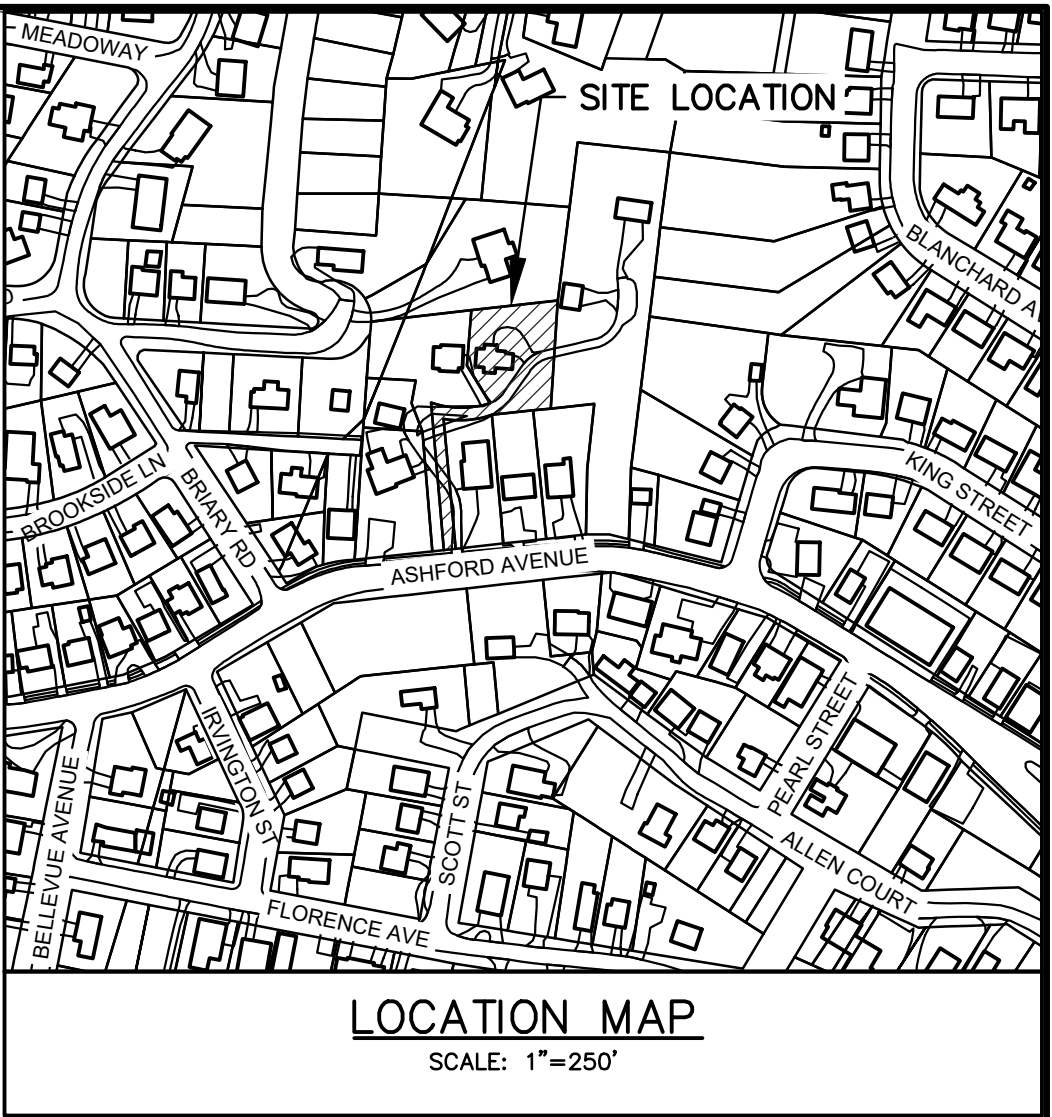 MEADOWAY
SITE LOCATION
BLANCHARD A
BROOKSIDE LN
BRIARY RD
KING STREET
ASHFORD AVENUE
IRVINGTON ST
PEARL STREET
BELLEVUE AVENUE
SCOTT ST
ALLEN COURT
FLORENCE AVE
LOCATION MAP
SCALE: 1"=250'